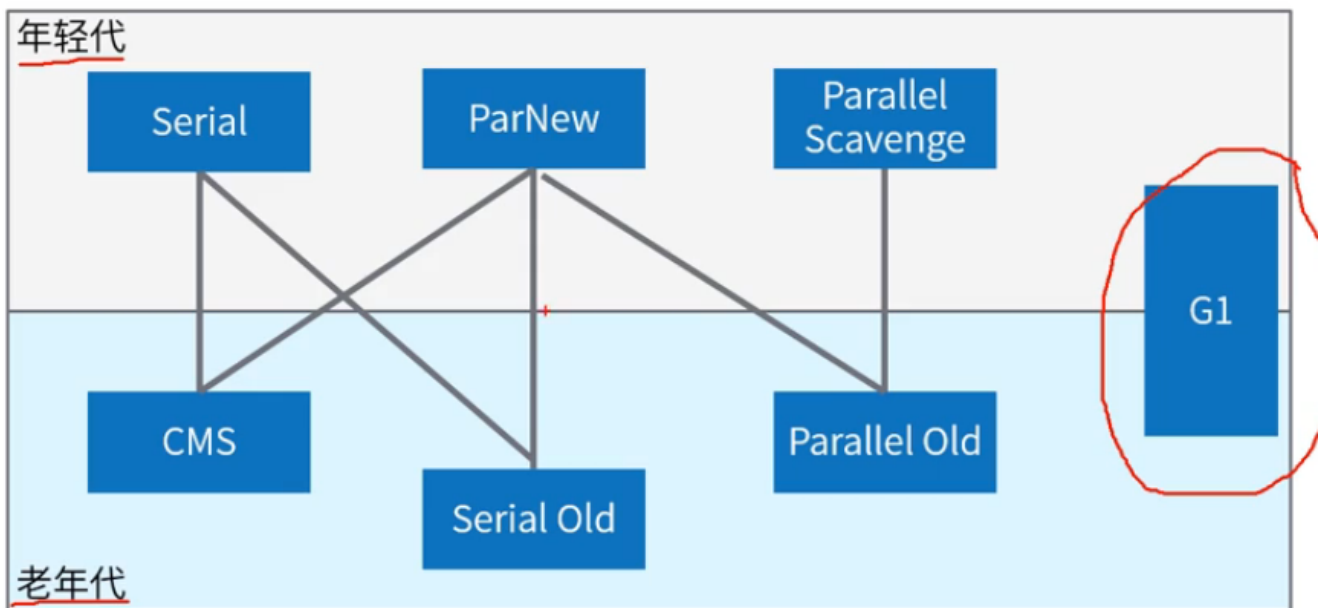 年轻代
Serial
ParNew
Parallel
Scavenge
G1
CMS
Parallel Old
Serial Old
老年代